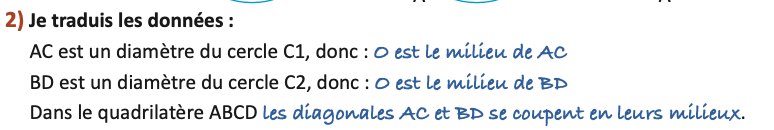 2) Je traduis les données :
AC est un diamètre du cercle C1, donc : O est le milieu de AC
BD est un diamètre du cercle C2, donc : O est le milieu de BD
Dans le quadrilatère ABCD les diagonales AC et BD se coupent en leurs milieux.